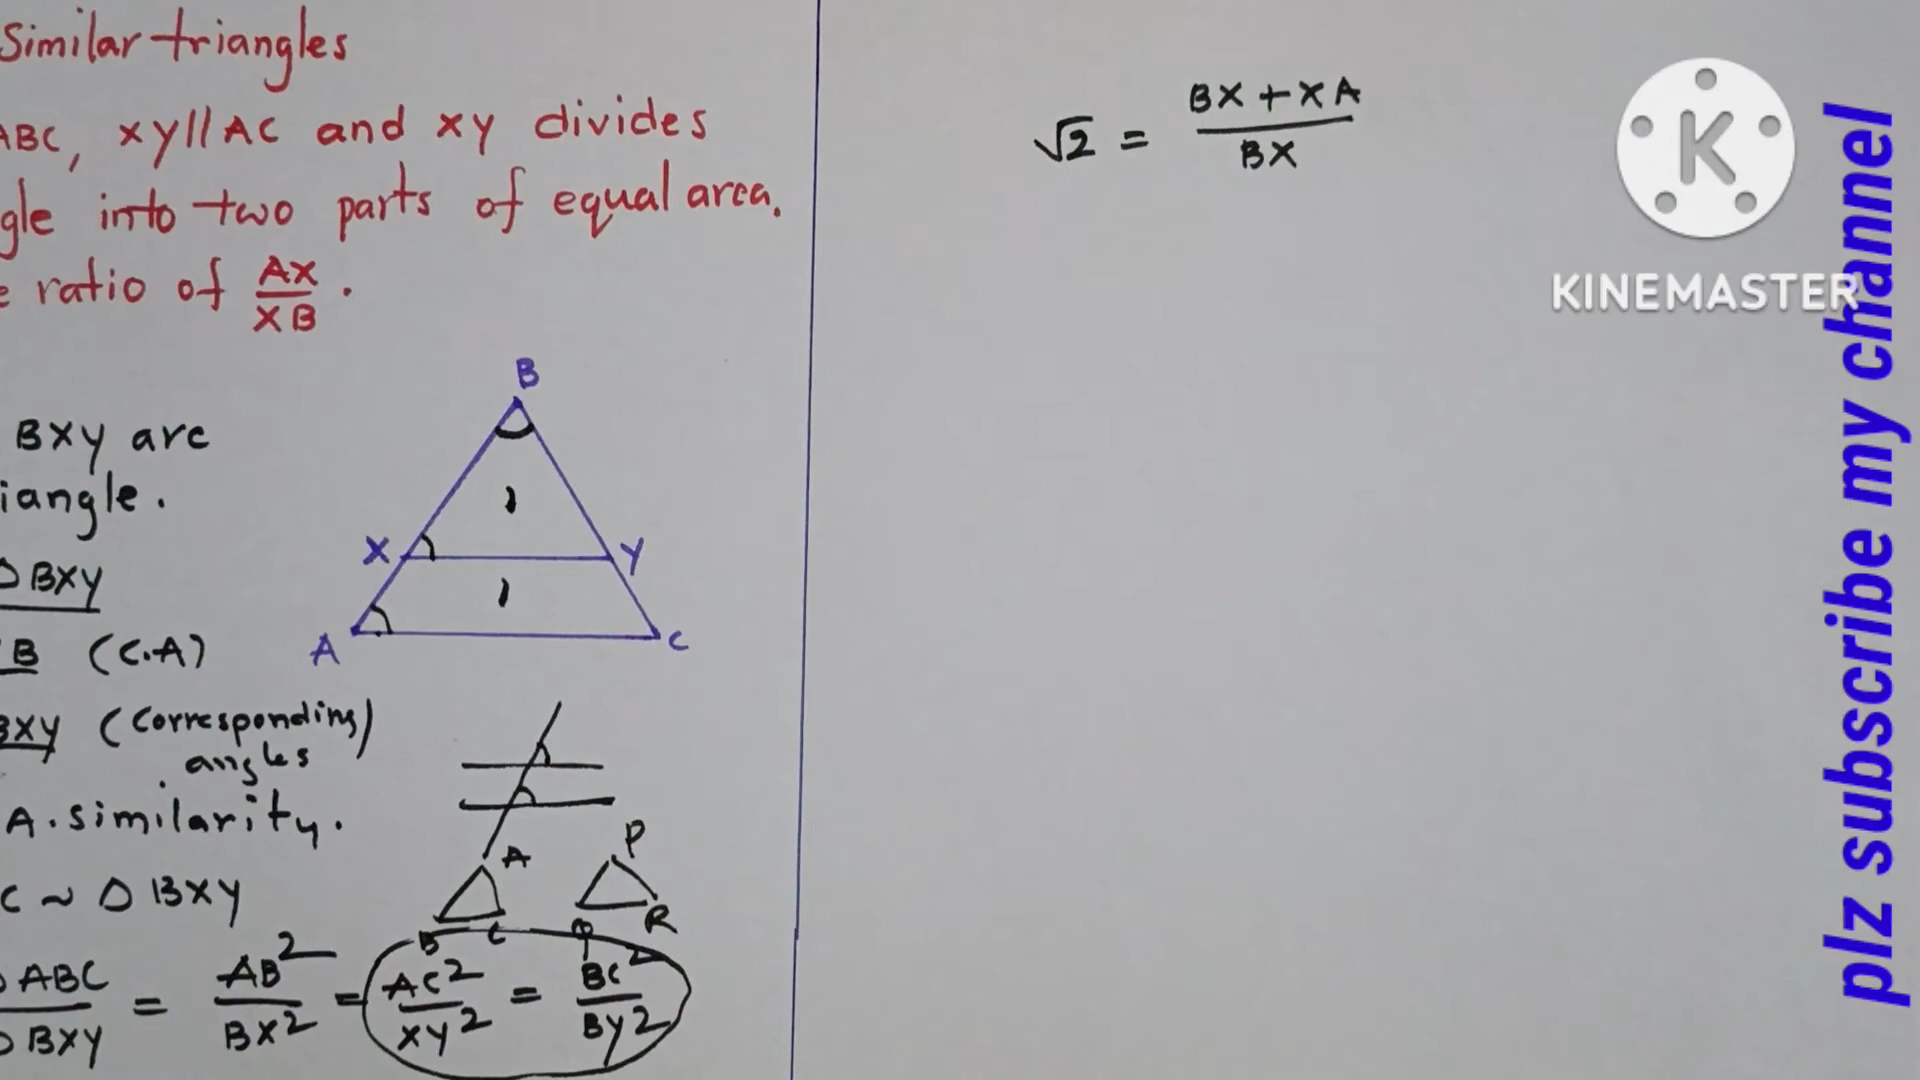 Similar triangles
ABC, XY || AC and XY divides
gle into two parts of equal area.
e ratio of AX/XB.
B
X
Y
A
C
1
1
BXY are
iangle.
Δ BXY
B (C.A)
BXY (Corresponding
angles)
A. similarity.
C ~ Δ BXY
A
B
C
P
Q
R
Δ ABC / Δ BXY = AB² / BX² = AC² / XY² = BC² / BY²
√2 = BX + XA / BX
K
KINEMASTER
plz subscribe my channel